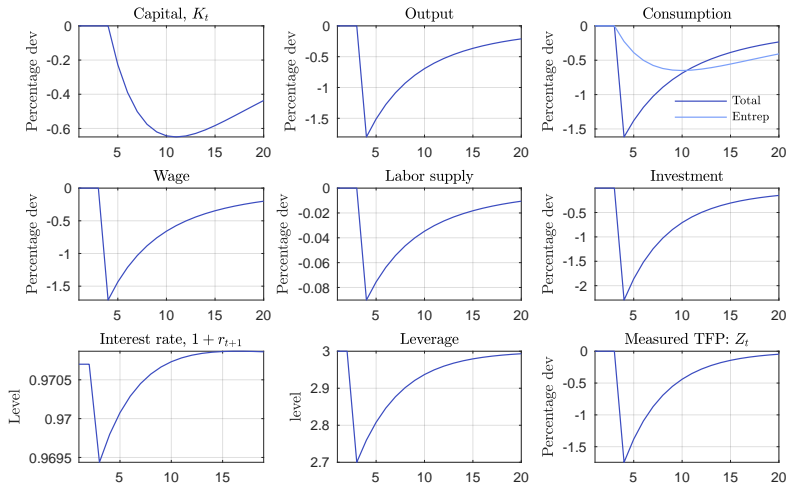 Capital, K_t
Output
Consumption
Percentage dev
0
-0.2
-0.4
-0.6
5 10 15 20
Percentage dev
0
-0.5
-1
-1.5
5 10 15 20
Percentage dev
0
-0.5
-1
-1.5
5 10 15 20
Total
Entrep
Wage
Labor supply
Investment
Percentage dev
0
-0.5
-1
-1.5
5 10 15 20
Percentage dev
0
-0.02
-0.04
-0.06
-0.08
5 10 15 20
Percentage dev
-0.5
-1
-1.5
-2
5 10 15 20
Interest rate, 1 + r_{t+1}
Leverage
Measured TFP: Z_t
Level
0.9705
0.97
0.9695
5 10 15
level
3
2.9
2.8
2.7
5 10 15 20
Percentage dev
0
-0.5
-1
-1.5
5 10 15 20